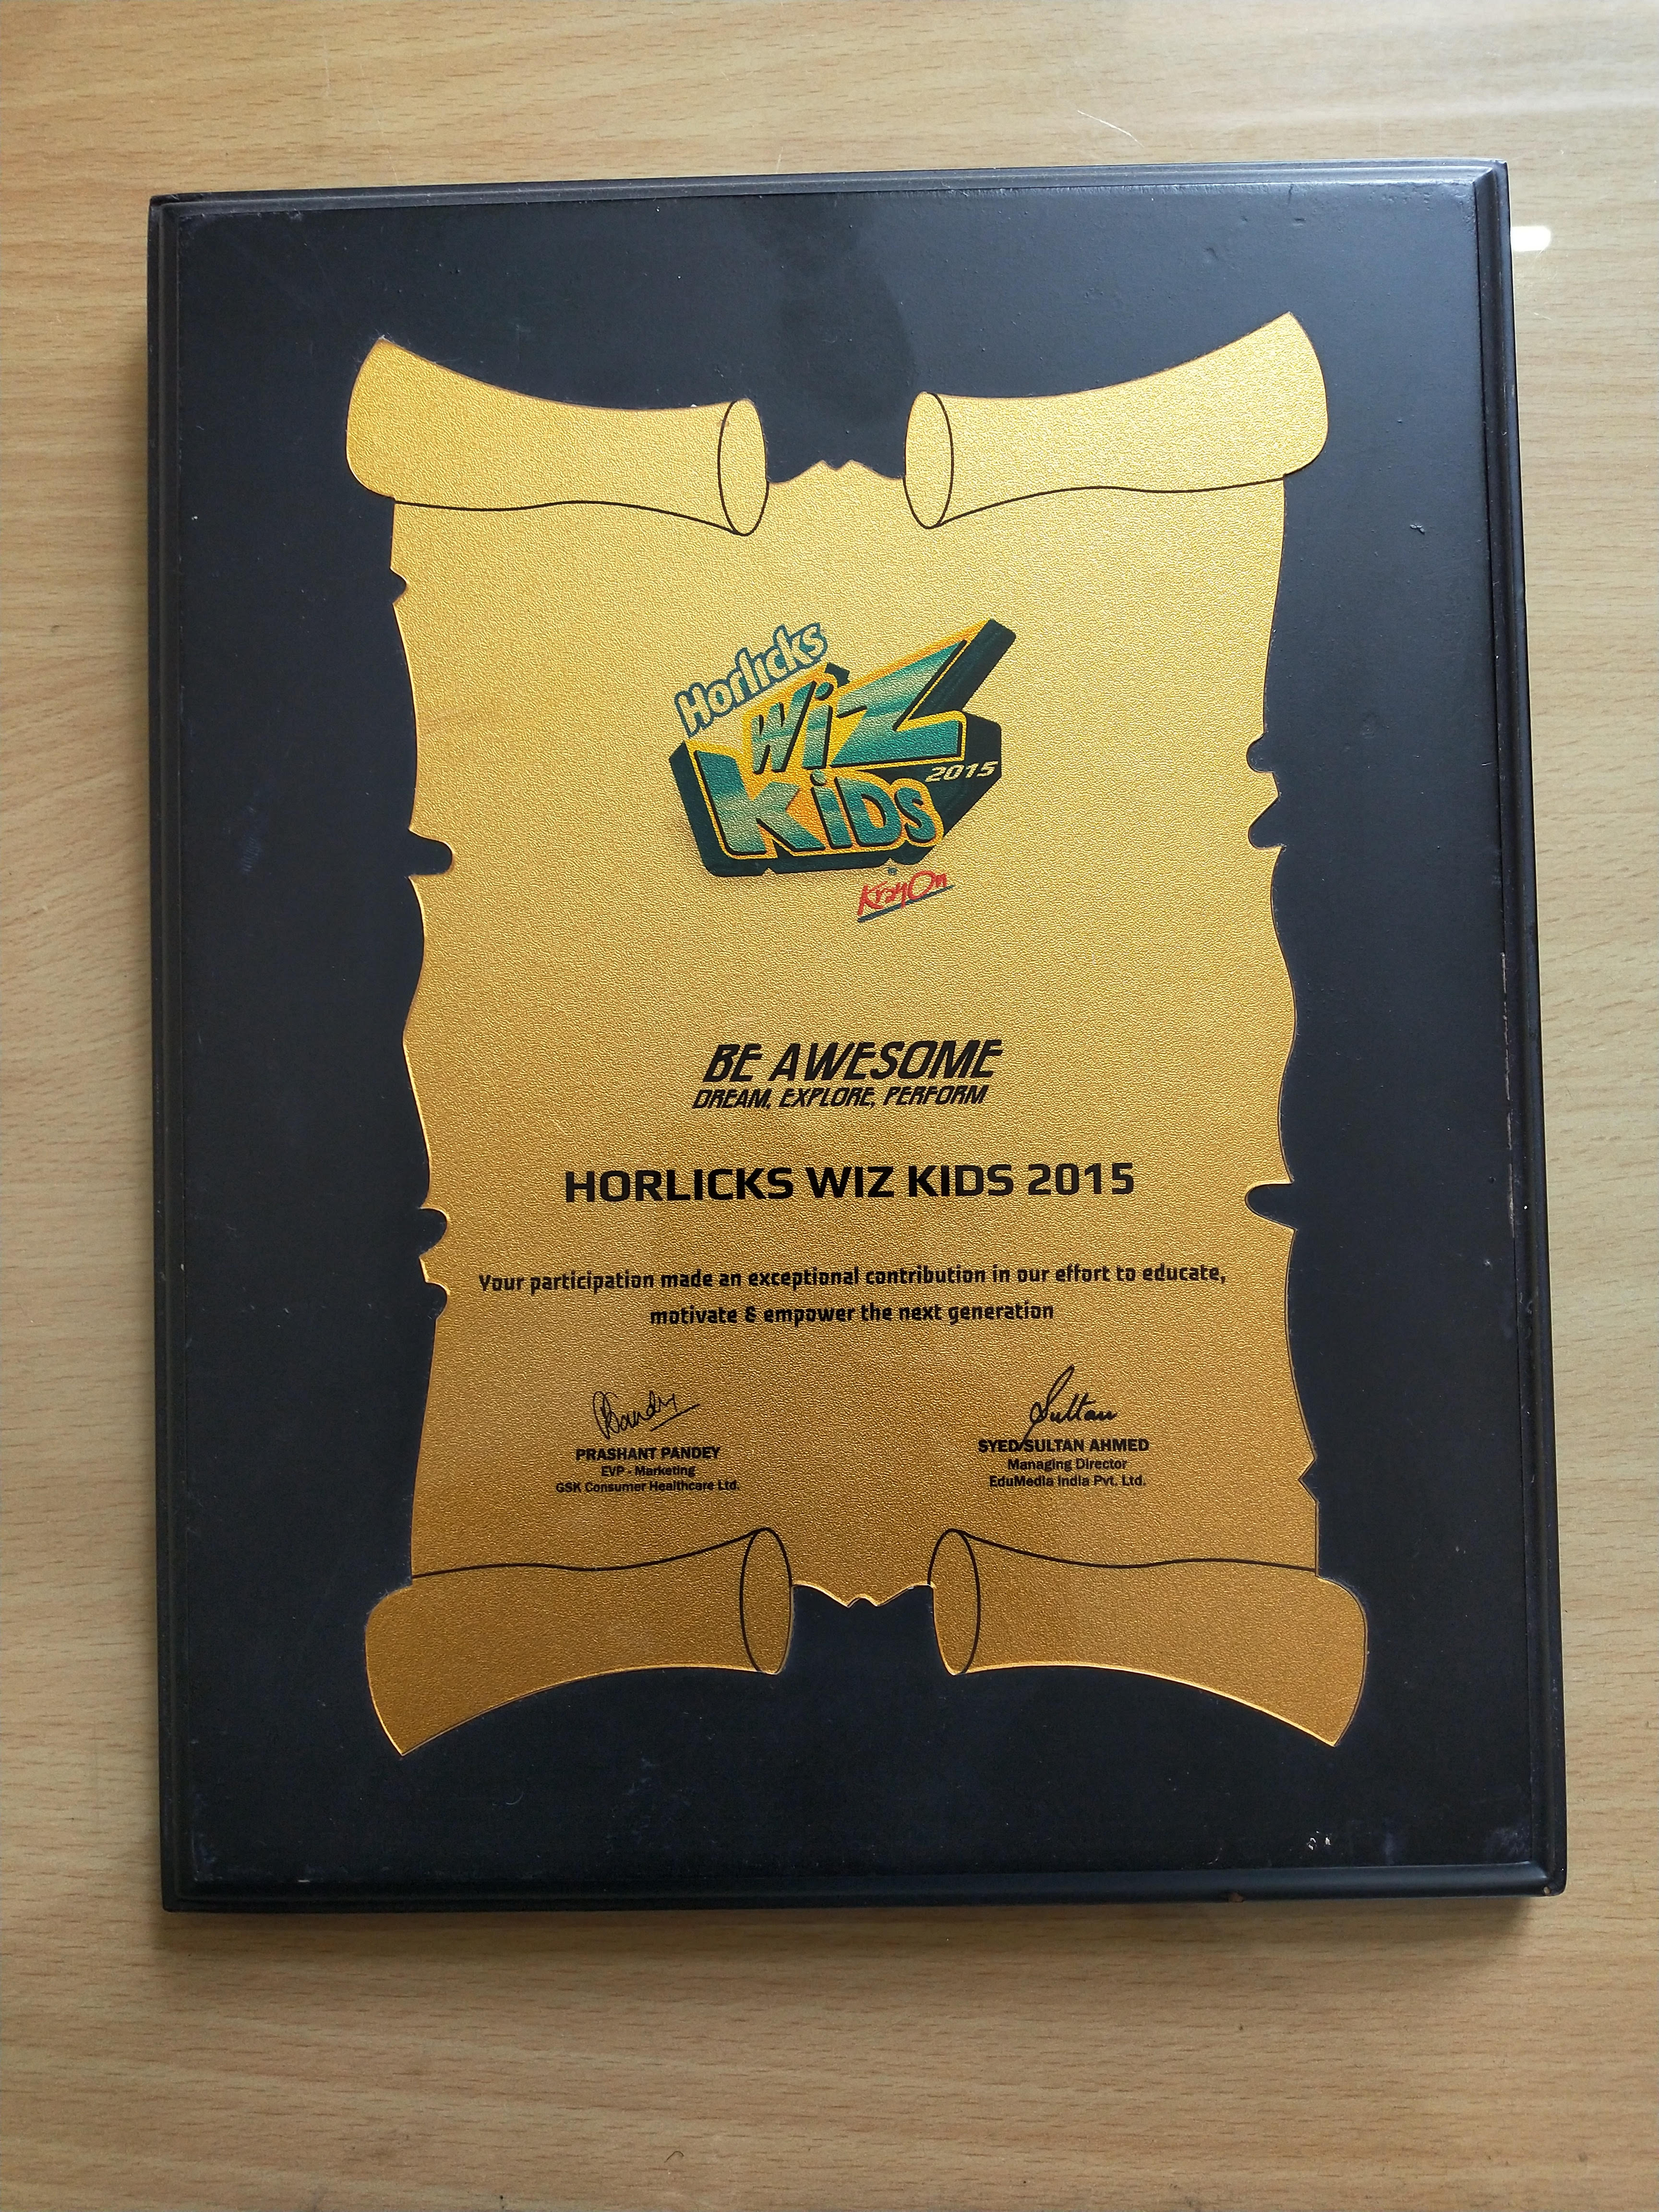 Horlicks
Wiz
KiDS 2015
by
KrayOn
BE AWESOME
DREAM, EXPLORE, PERFORM
HORLICKS WIZ KIDS 2015
Your participation made an exceptional contribution in our effort to educate,
motivate & empower the next generation
Sultan
PRASHANT PANDEY
EVP - Marketing
GSK Consumer Healthcare Ltd.
SYED SULTAN AHMED
Managing Director
EduMedia India Pvt. Ltd.